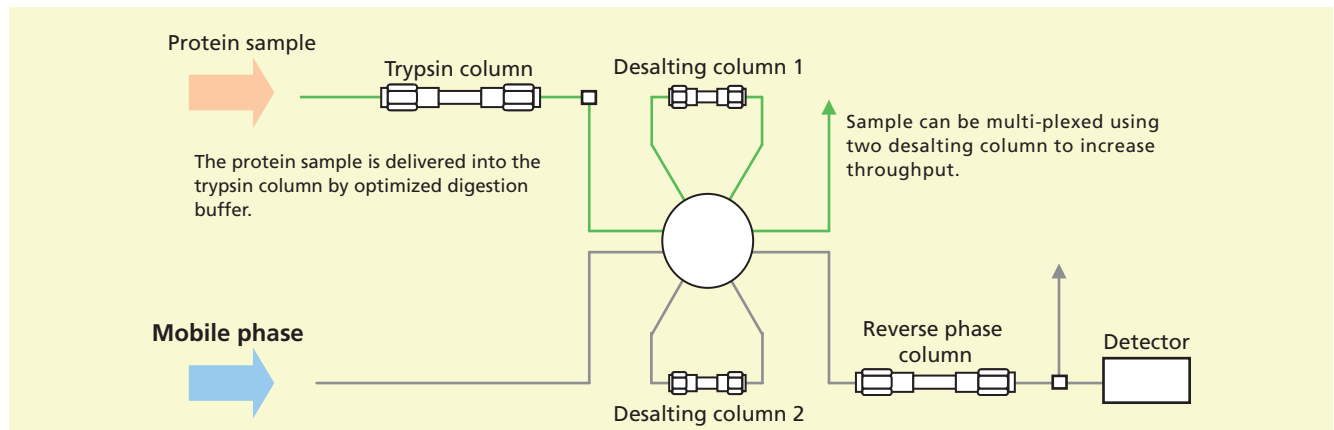 Protein sample
Trypsin column
Desalting column 1
Sample can be multi-plexed using
two desalting column to increase
throughput.
The protein sample is delivered into the
trypsin column by optimized digestion
buffer.
Mobile phase
Reverse phase
column
Detector
Desalting column 2